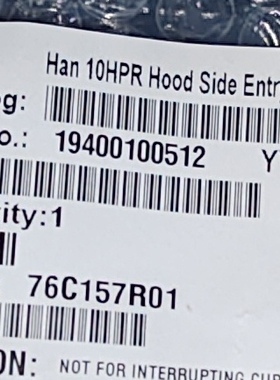 Han 10HPR Hood Side Entr
g:
o.: 19400100512 Y
ity:1
76C157R01
ON: NOT FOR INTERRUPTING CUR